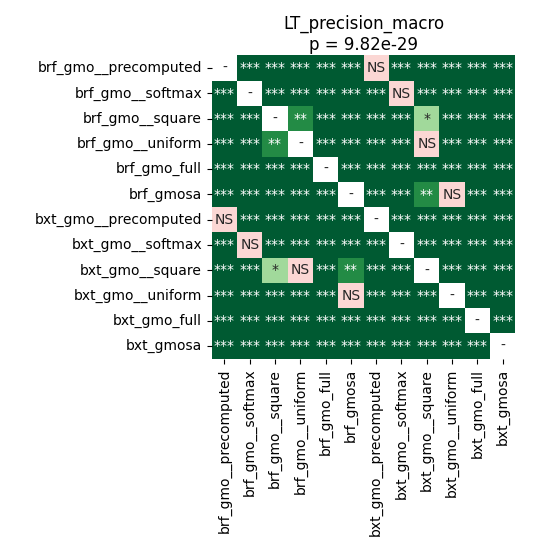 LT_precision_macro
p = 9.82e-29
brf_gmo__precomputed - *** *** *** *** *** NS *** *** *** *** ***
brf_gmo__softmax *** - *** *** *** *** *** NS *** *** *** ***
brf_gmo__square *** *** - ** *** *** *** *** * *** *** ***
brf_gmo__uniform *** *** ** - *** *** *** *** NS *** *** ***
brf_gmo_full *** *** *** *** - *** *** *** *** *** *** ***
brf_gmosa *** *** *** *** *** - *** *** ** NS *** ***
bxt_gmo__precomputed NS *** *** *** *** *** - *** *** *** *** ***
bxt_gmo__softmax *** NS *** *** *** *** *** - *** *** *** ***
bxt_gmo__square *** *** * NS *** ** *** *** - *** *** ***
bxt_gmo__uniform *** *** *** *** *** NS *** *** *** - *** ***
bxt_gmo_full *** *** *** *** *** *** *** *** *** *** - ***
bxt_gmosa *** *** *** *** *** *** *** *** *** *** *** -
brf_gmo__precomputed
brf_gmo__softmax
brf_gmo__square
brf_gmo__uniform
brf_gmo_full
brf_gmosa
bxt_gmo__precomputed
bxt_gmo__softmax
bxt_gmo__square
bxt_gmo__uniform
bxt_gmo_full
bxt_gmosa